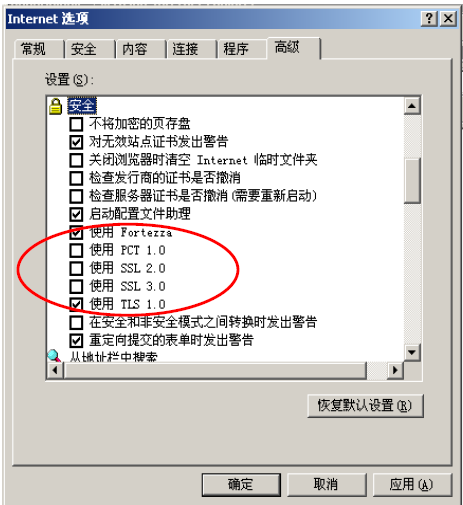 Internet 选项
常规 安全 内容 连接 程序 高级
设置(S):
安全
不将加密的页存盘
对无效站点证书发出警告
关闭浏览器时清空 Internet 临时文件夹
检查发行商的证书是否撤消
检查服务器证书是否撤消(需要重新启动)
启动配置文件助理
使用 Fortezza
使用 PCT 1.0
使用 SSL 2.0
使用 SSL 3.0
使用 TLS 1.0
在安全和非安全模式之间转换时发出警告
重定向提交的表单时发出警告
从地址栏中搜索
恢复默认设置(R)
确定 取消 应用(A)